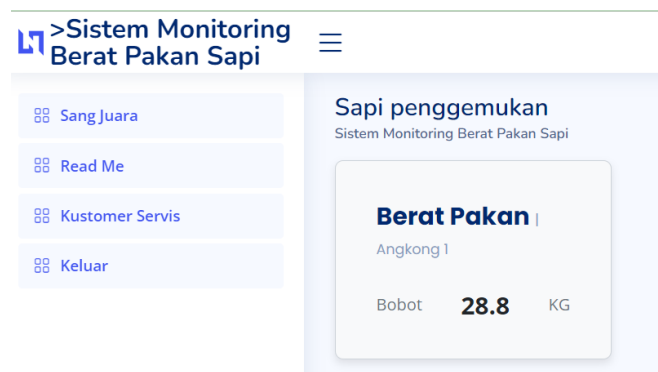 >Sistem Monitoring
Berat Pakan Sapi
Sang Juara
Read Me
Kustomer Servis
Keluar
Sapi penggemukan
Sistem Monitoring Berat Pakan Sapi
Berat Pakan |
Angkong 1
Bobot 28.8 KG